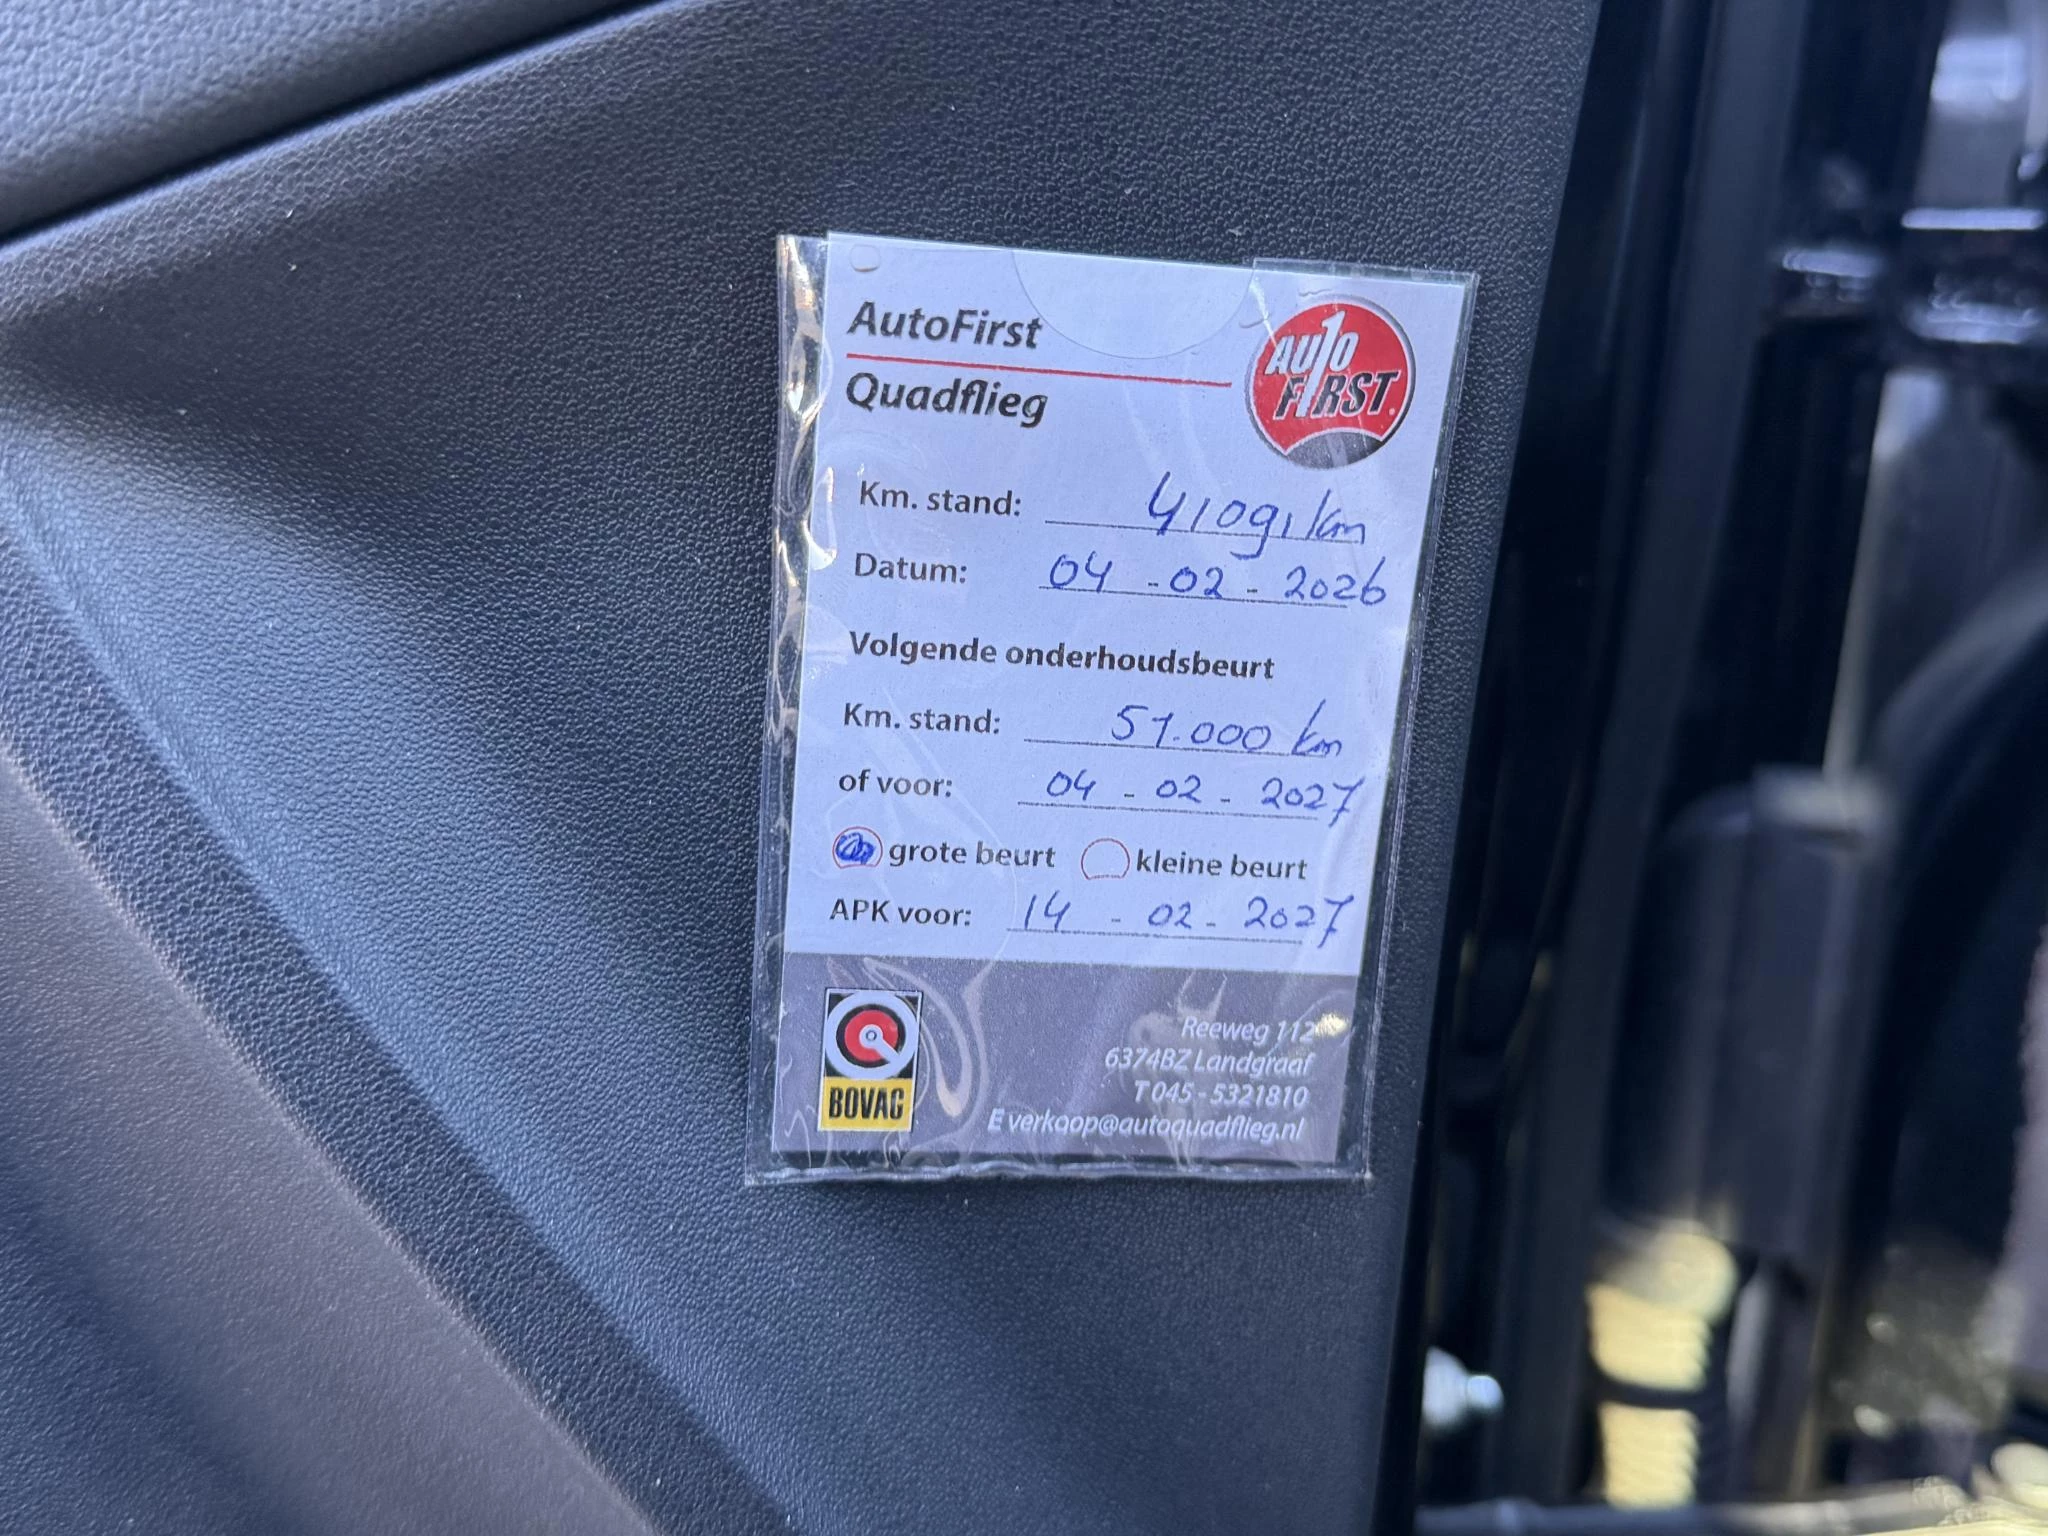 AutoFirst
Quadflieg
AUTO
FIRST
Km. stand: 41091 km
Datum: 04 - 02 - 2026
Volgende onderhoudsbeurt
Km. stand: 51.000 km
of voor: 04 - 02 - 2027
grote beurt kleine beurt
APK voor: 14 - 02 - 2027
BOVAG
Reeweg 112
6374BZ Landgraaf
T 045 - 5321810
E verkoop@autoquadflieg.nl